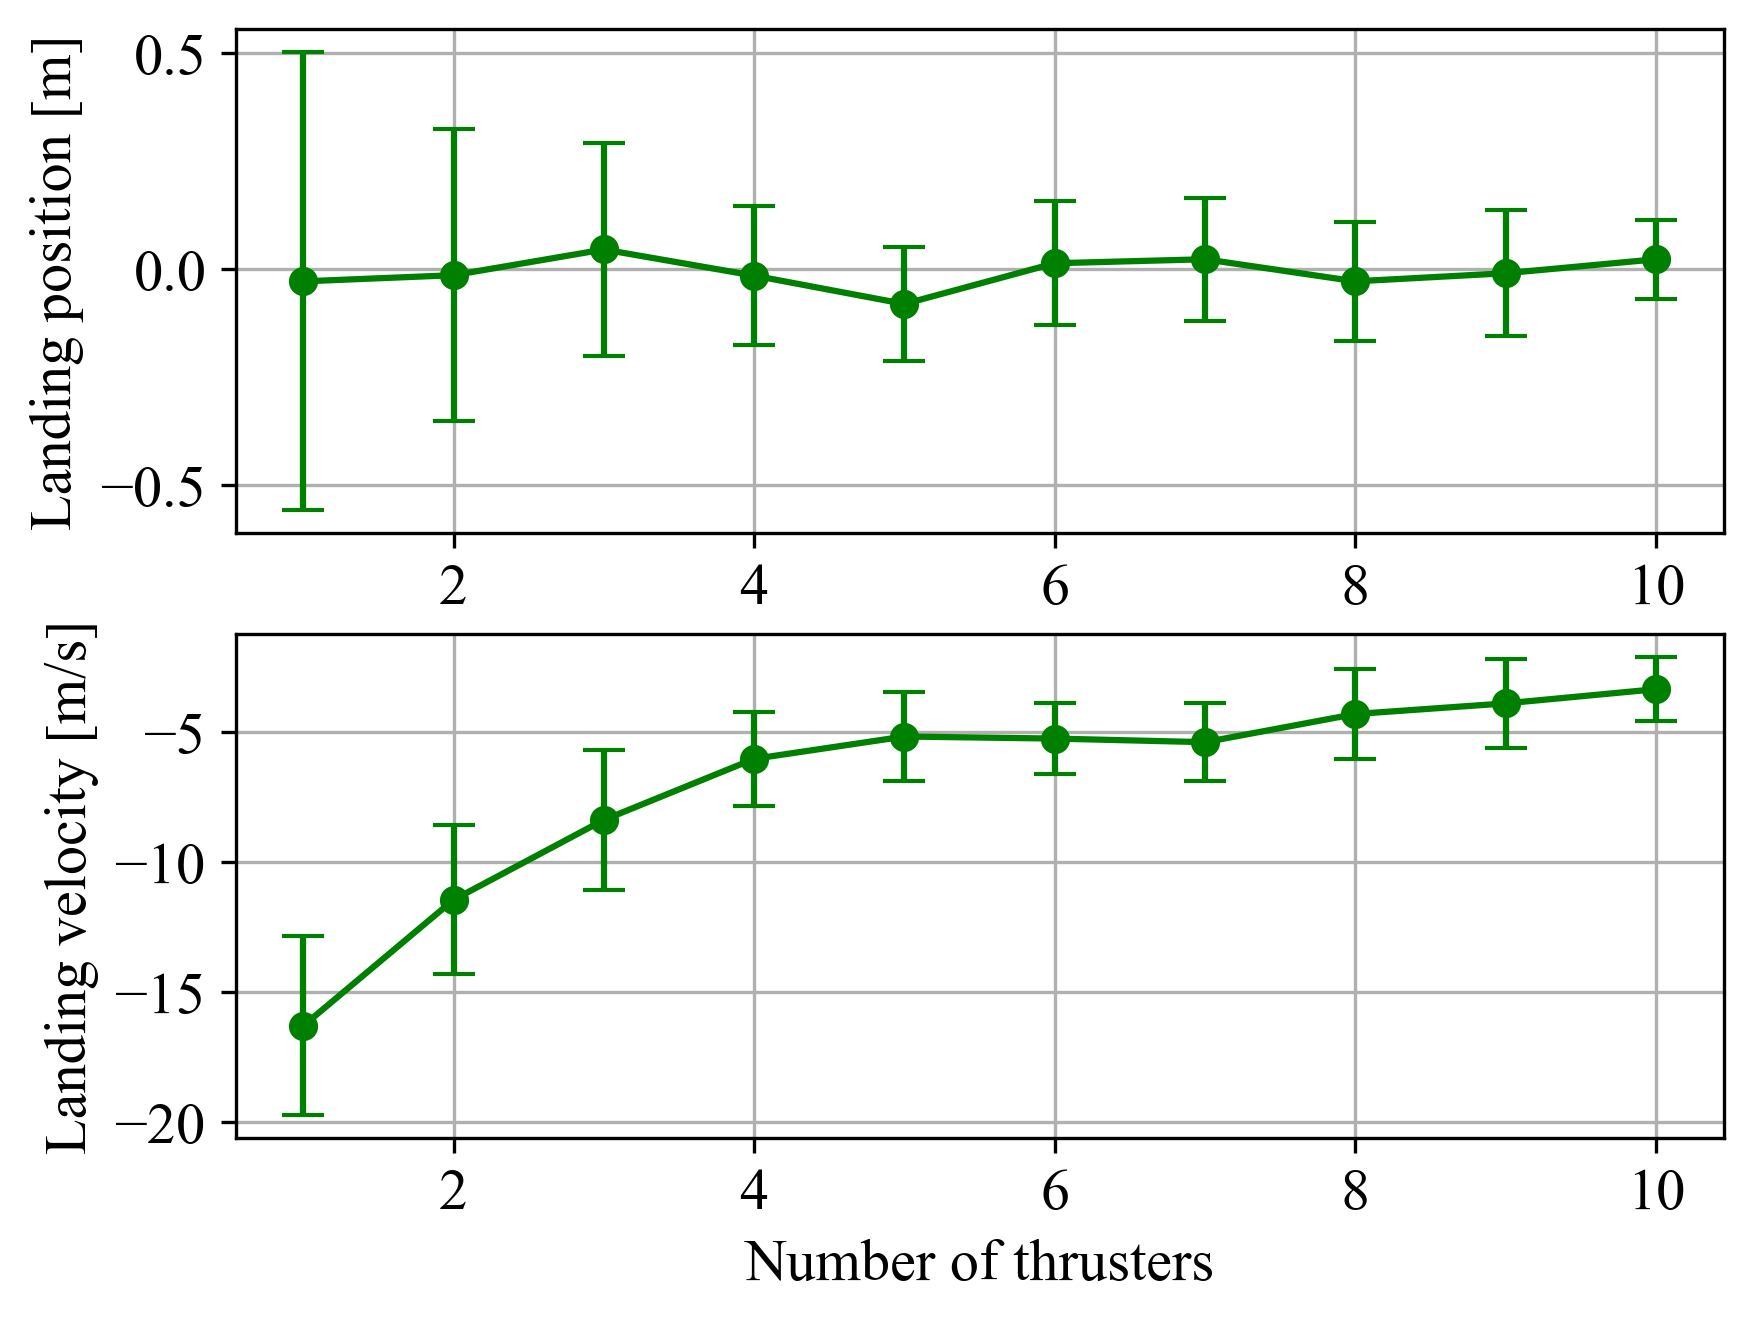 Landing position [m]
0.5
0.0
−0.5
2 4 6 8 10
Landing velocity [m/s]
−5
−10
−15
−20
2 4 6 8 10
Number of thrusters